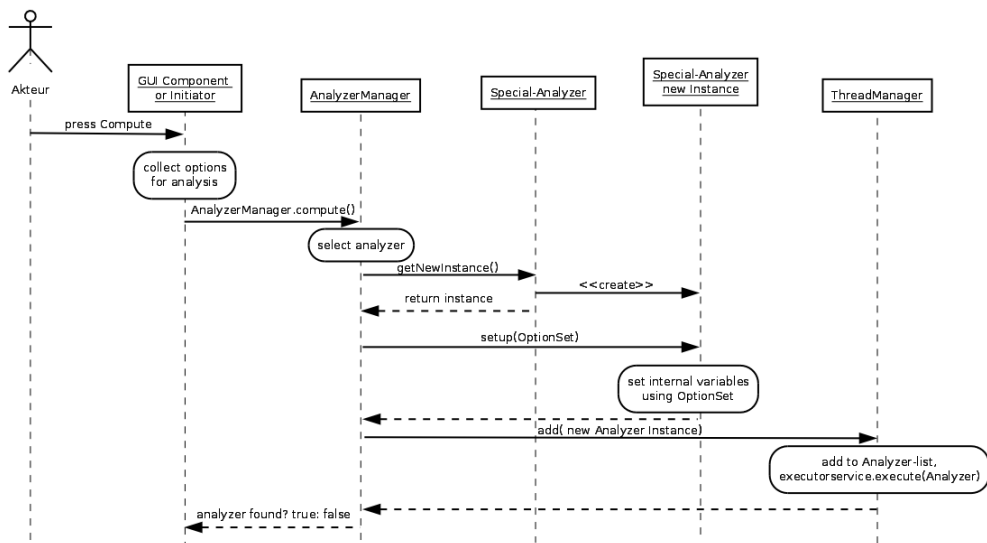 Akteur
GUI Component
or Initiator
AnalyzerManager
Special-Analyzer
Special-Analyzer
new Instance
ThreadManager
press Compute
collect options
for analysis
AnalyzerManager.compute()
select analyzer
getNewInstance()
<<create>>
return instance
setup(OptionSet)
set internal variables
using OptionSet
add( new Analyzer Instance)
add to Analyzer-list,
executorservice.execute(Analyzer)
analyzer found? true: false